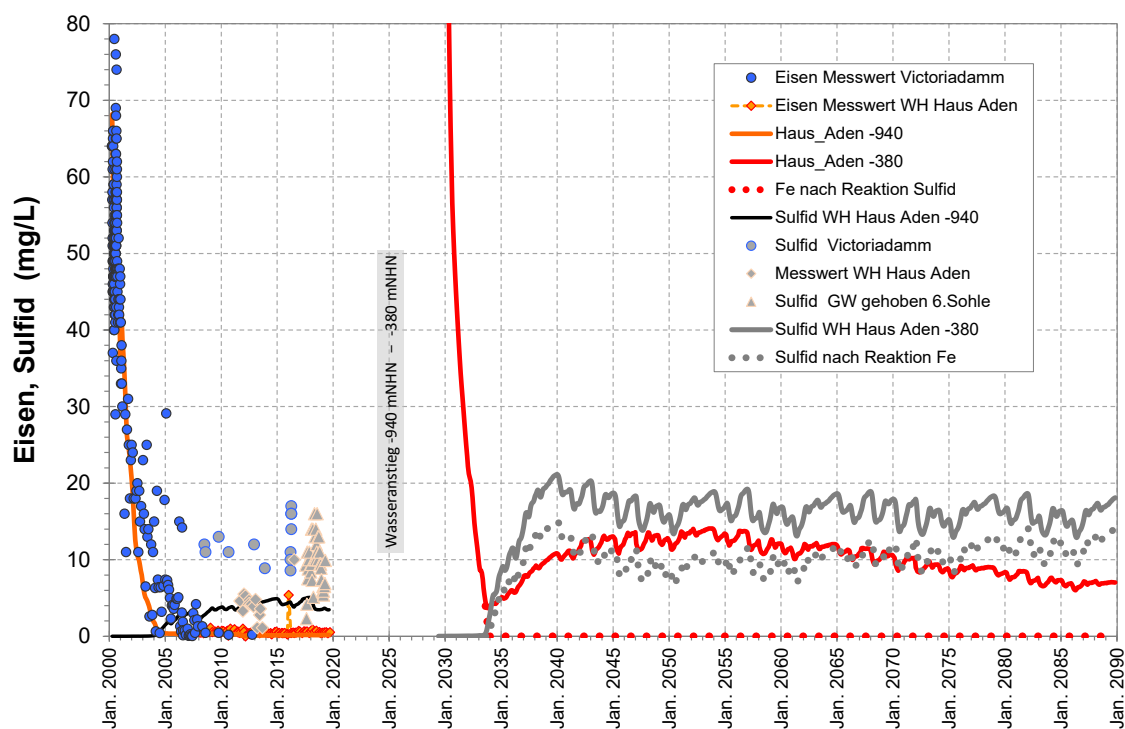 Eisen, Sulfid (mg/L)
80
70
60
50
40
30
20
10
0
Eisen Messwert Victoriadamm
Eisen Messwert WH Haus Aden
Haus_Aden -940
Haus_Aden -380
Fe nach Reaktion Sulfid
Sulfid WH Haus Aden -940
Sulfid Victoriadamm
Messwert WH Haus Aden
Sulfid GW gehoben 6.Sohle
Sulfid WH Haus Aden -380
Sulfid nach Reaktion Fe
Wasseranstieg -940 mNHN – -380 mNHN
Jan. 2000
Jan. 2005
Jan. 2010
Jan. 2015
Jan. 2020
Jan. 2025
Jan. 2030
Jan. 2035
Jan. 2040
Jan. 2045
Jan. 2050
Jan. 2055
Jan. 2060
Jan. 2065
Jan. 2070
Jan. 2075
Jan. 2080
Jan. 2085
Jan. 2090